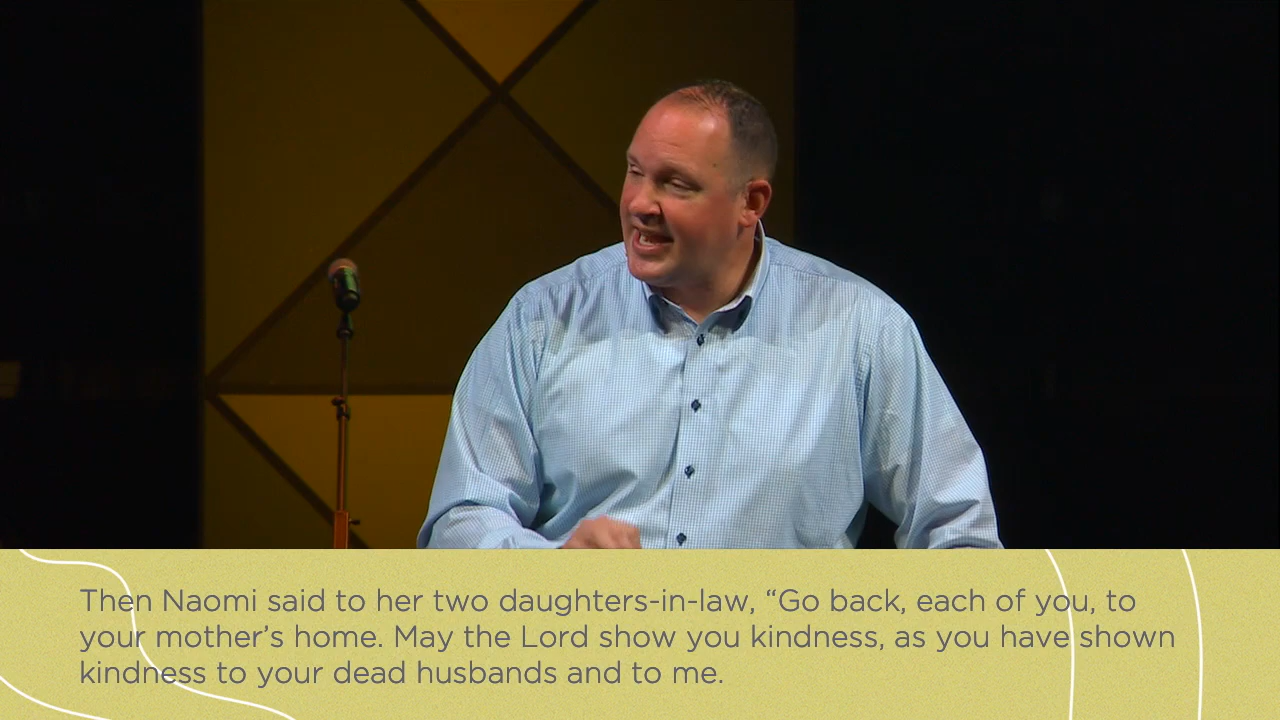 Then Naomi said to her two daughters-in-law, “Go back, each of you, to
your mother’s home. May the Lord show you kindness, as you have shown
kindness to your dead husbands and to me.